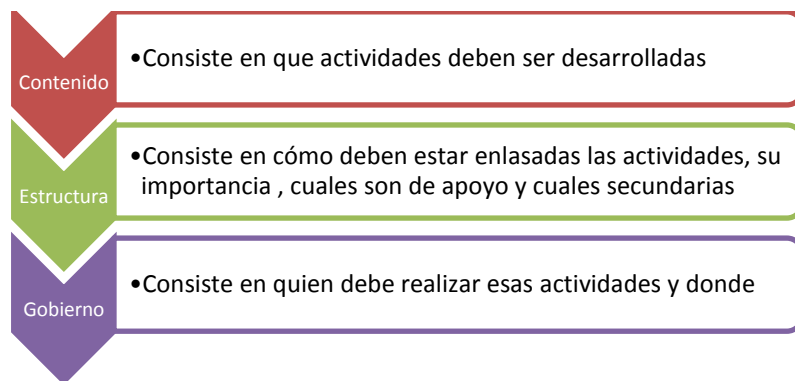 Contenido
•Consiste en que actividades deben ser desarrolladas
Estructura
•Consiste en cómo deben estar enlasadas las actividades, su
importancia , cuales son de apoyo y cuales secundarias
Gobierno
•Consiste en quien debe realizar esas actividades y donde